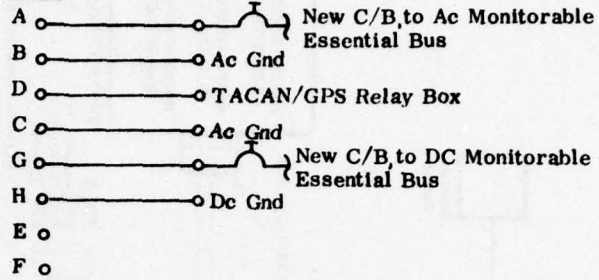 A New C/B, to Ac Monitorable
Essential Bus
B Ac Gnd
D TACAN/GPS Relay Box
C Ac Gnd
G New C/B, to DC Monitorable
Essential Bus
H Dc Gnd
E
F